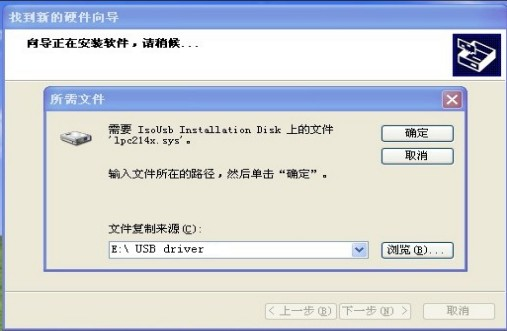 找到新的硬件向导
向导正在安装软件，请稍候...
所需文件
需要 IsoUsb Installation Disk 上的文件
'lpc214x.sys'。
确定
取消
输入文件所在的路径，然后单击“确定”。
文件复制来源(C):
E:\ USB driver
浏览(B)...
< 上一步(B)
下一步(N) >
取消